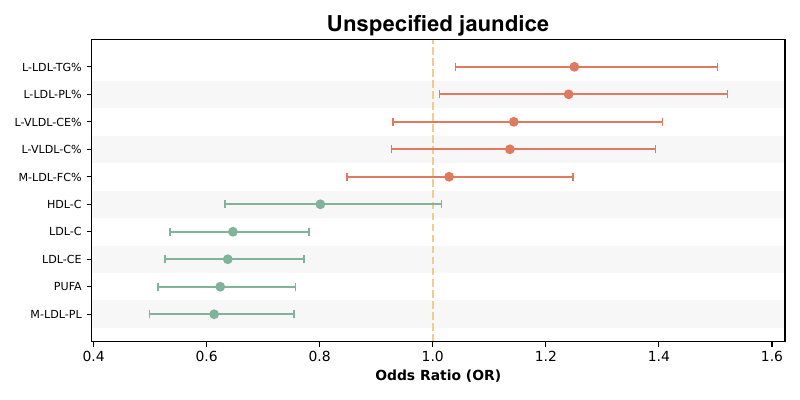 Unspecified jaundice
L-LDL-TG%
L-LDL-PL%
L-VLDL-CE%
L-VLDL-C%
M-LDL-FC%
HDL-C
LDL-C
LDL-CE
PUFA
M-LDL-PL
0.4 0.6 0.8 1.0 1.2 1.4 1.6
Odds Ratio (OR)